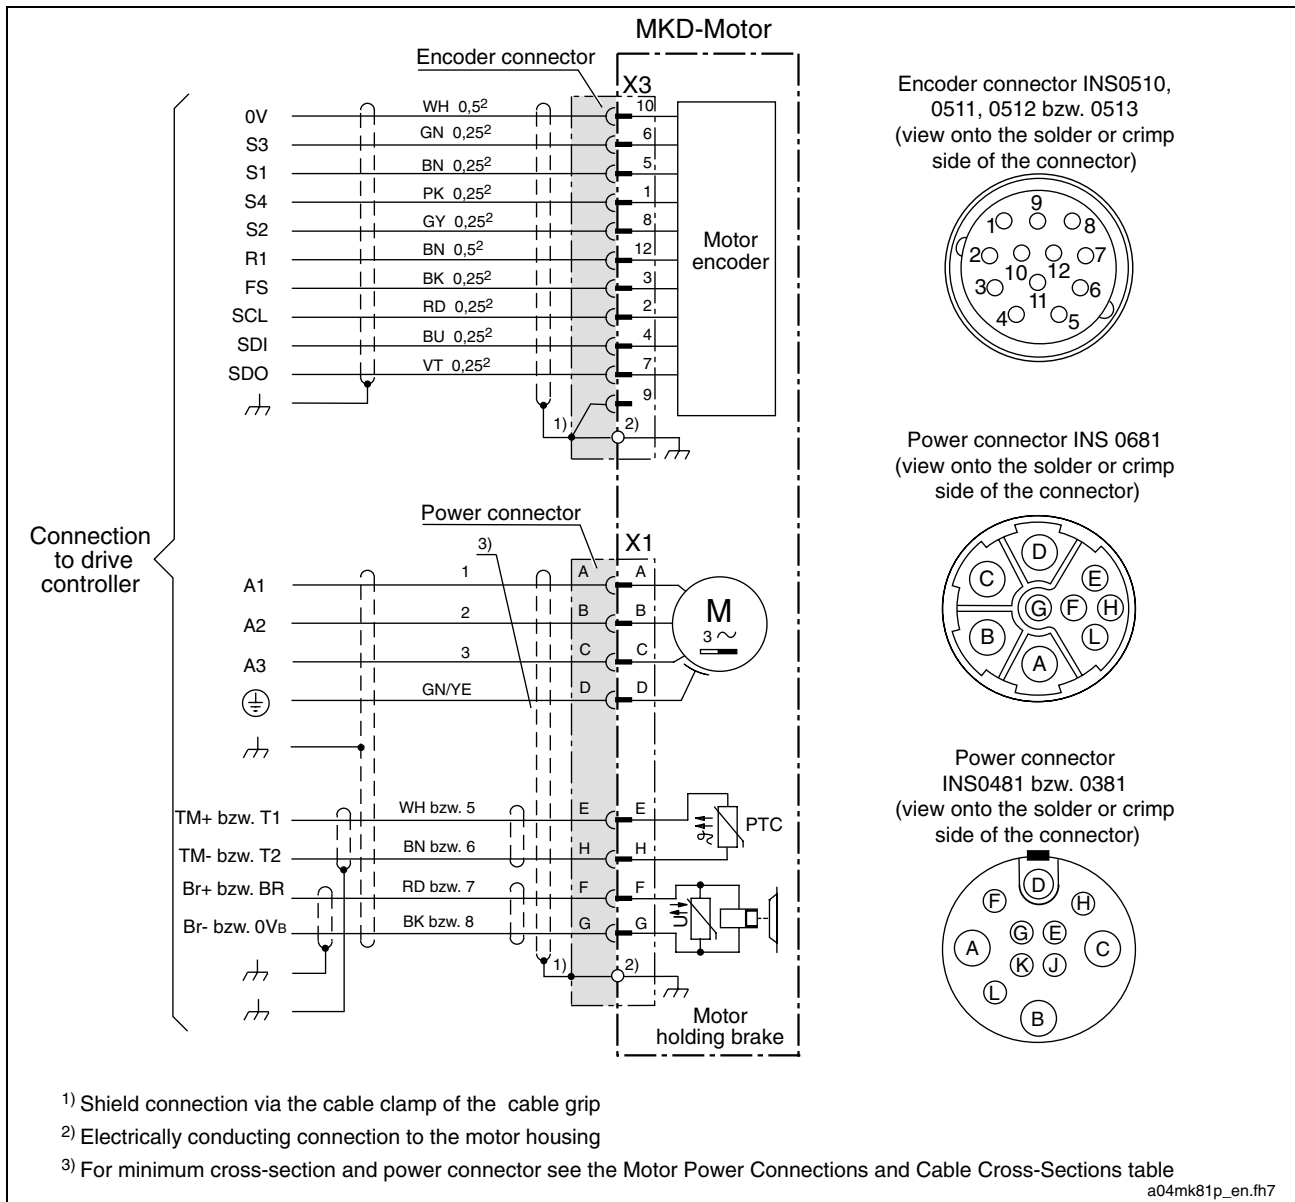 MKD-Motor
Encoder connector
X3
0V WH 0,5² 10
S3 GN 0,25² 6
S1 BN 0,25² 5
S4 PK 0,25² 1
S2 GY 0,25² 8
R1 BN 0,5² 12
FS BK 0,25² 3
SCL RD 0,25² 2
SDI BU 0,25² 4
SDO VT 0,25² 7
9
1) 2)
Motor
encoder
Connection
to drive
controller
Power connector
X1
3)
A1 1 A A
A2 2 B B
A3 3 C C
GN/YE D D
M
3 ~
TM+ bzw. T1 WH bzw. 5 E E
TM- bzw. T2 BN bzw. 6 H H
Br+ bzw. BR RD bzw. 7 F F
Br- bzw. 0VB BK bzw. 8 G G
PTC
ϑ
U
1) 2)
Motor
holding brake
Encoder connector INS0510,
0511, 0512 bzw. 0513
(view onto the solder or crimp
side of the connector)
9
1 8
2 10 12 7
3 11 6
4 5
Power connector INS 0681
(view onto the solder or crimp
side of the connector)
D
C E
G F H
B L
A
Power connector
INS0481 bzw. 0381
(view onto the solder or crimp
side of the connector)
D
F H
G E
A C
K J
L
B
1) Shield connection via the cable clamp of the cable grip
2) Electrically conducting connection to the motor housing
3) For minimum cross-section and power connector see the Motor Power Connections and Cable Cross-Sections table
a04mk81p_en.fh7